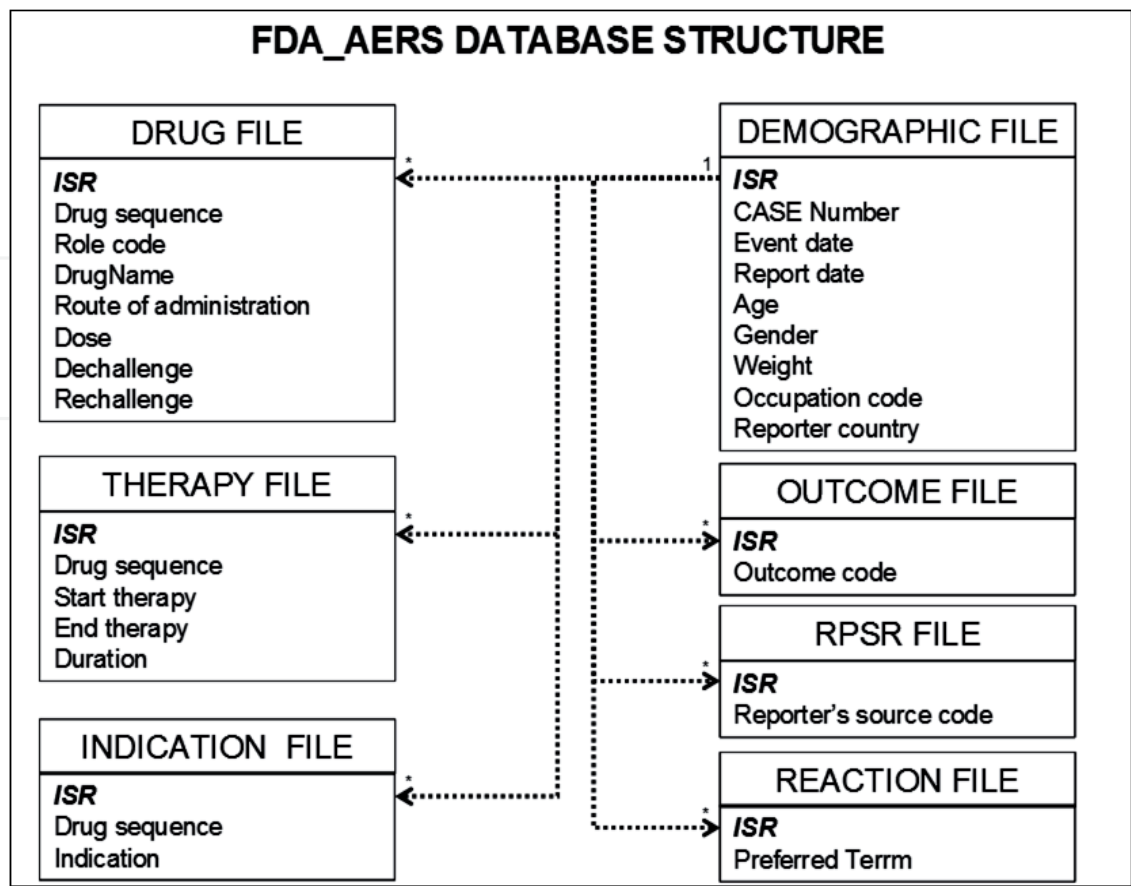 FDA_AERS DATABASE STRUCTURE
DRUG FILE
*
ISR
Drug sequence
Role code
DrugName
Route of administration
Dose
Dechallenge
Rechallenge
THERAPY FILE
*
ISR
Drug sequence
Start therapy
End therapy
Duration
INDICATION FILE
*
ISR
Drug sequence
Indication
DEMOGRAPHIC FILE
1
ISR
CASE Number
Event date
Report date
Age
Gender
Weight
Occupation code
Reporter country
OUTCOME FILE
*
ISR
Outcome code
RPSR FILE
*
ISR
Reporter's source code
REACTION FILE
*
ISR
Preferred Terrm